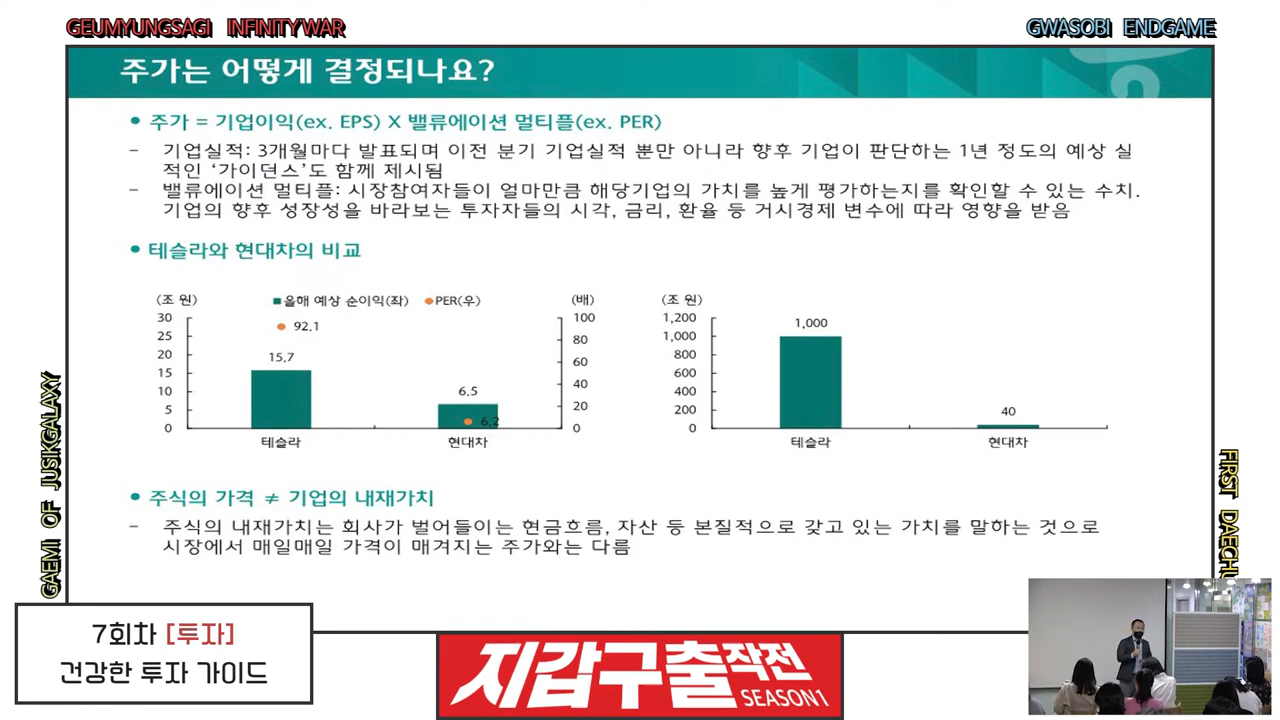 GEUMYUNGSAGI INFINITY WAR
GWASOBI ENDGAME
주가는 어떻게 결정되나요?
• 주가 = 기업이익(ex. EPS) X 밸류에이션 멀티플(ex. PER)
– 기업실적: 3개월마다 발표되며 이전 분기 기업실적 뿐만 아니라 향후 기업이 판단하는 1년 정도의 예상 실
적인 '가이던스'도 함께 제시됨
– 밸류에이션 멀티플: 시장참여자들이 얼마만큼 해당기업의 가치를 높게 평가하는지를 확인할 수 있는 수치.
기업의 향후 성장성을 바라보는 투자자들의 시각, 금리, 환율 등 거시경제 변수에 따라 영향을 받음
• 테슬라와 현대차의 비교
(조 원)
올해 예상 순이익(좌)
PER(우)
(배)
30
25
20
15
10
5
0
92.1
15.7
6.5
6.2
100
80
60
40
20
0
테슬라
현대차
(조 원)
1,200
1,000
800
600
400
200
0
1,000
40
테슬라
현대차
• 주식의 가격 ≠ 기업의 내재가치
– 주식의 내재가치는 회사가 벌어들이는 현금흐름, 자산 등 본질적으로 갖고 있는 가치를 말하는 것으로
시장에서 매일매일 가격이 매겨지는 주가와는 다름
GAEMI OF JUSIKGALAXY
FIRST DAECHU
7회차 [투자]
건강한 투자 가이드
지갑구출작전
SEASON1